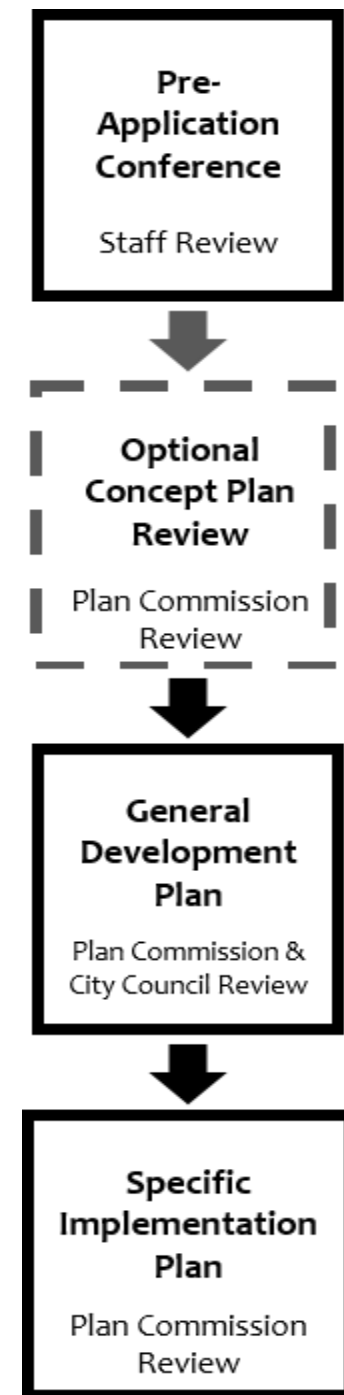 Pre-
Application
Conference
Staff Review
Optional
Concept Plan
Review
Plan Commission
Review
General
Development
Plan
Plan Commission &
City Council Review
Specific
Implementation
Plan
Plan Commission
Review